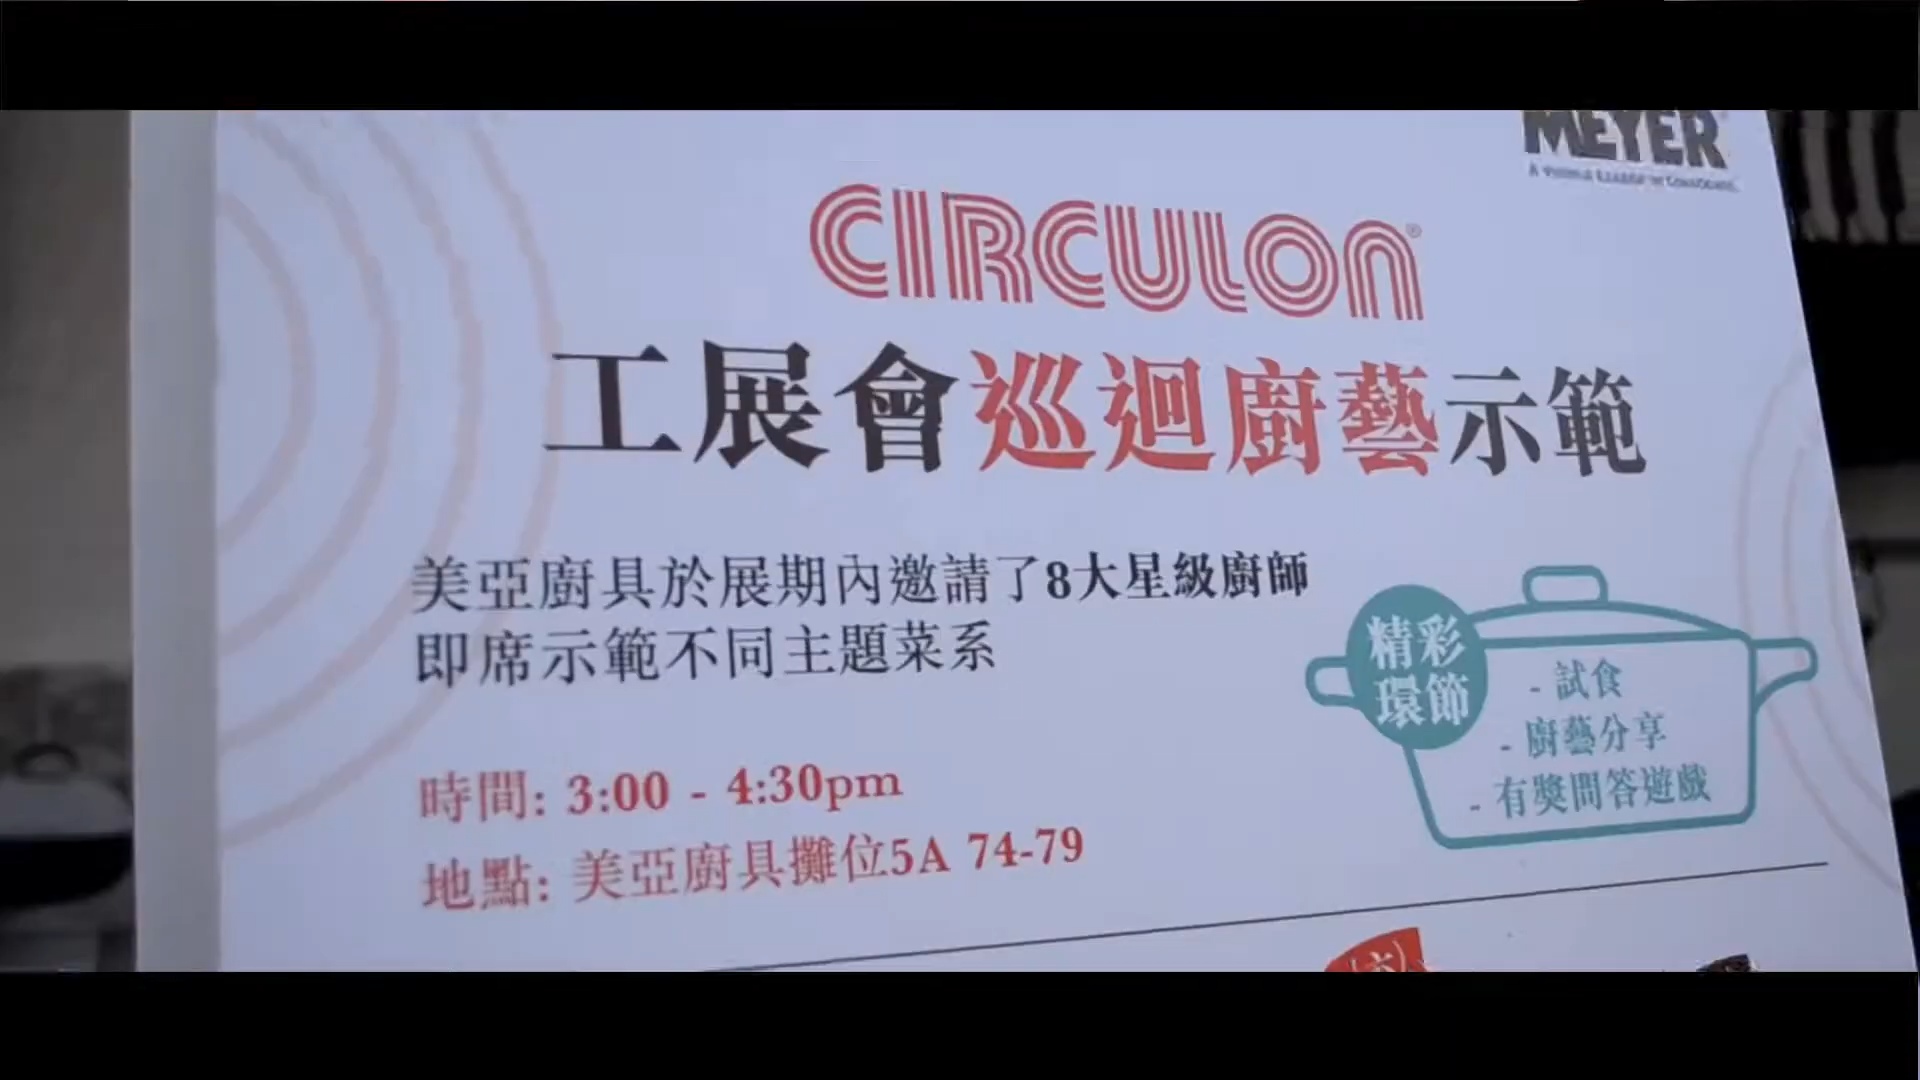 MEYER
CIRCULON®
工展會巡迴廚藝示範
美亞廚具於展期內邀請了8大星級廚師
即席示範不同主題菜系
精彩
環節
- 試食
- 廚藝分享
- 有獎問答遊戲
時間: 3:00 - 4:30pm
地點: 美亞廚具攤位5A 74-79